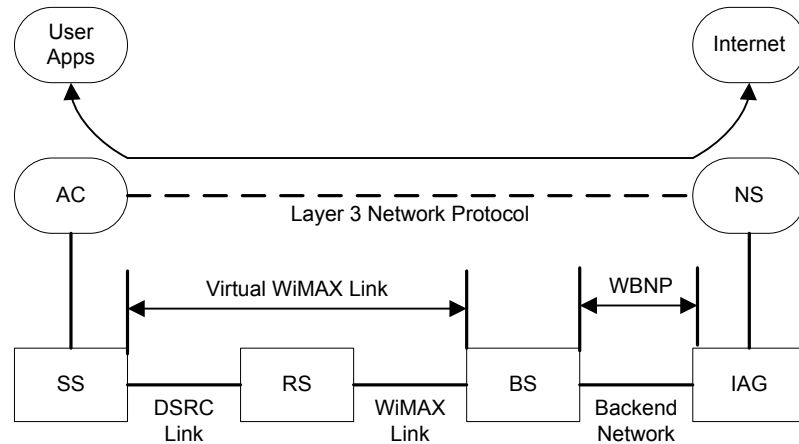 User
Apps
Internet
AC
NS
Layer 3 Network Protocol
Virtual WiMAX Link
WBNP
SS
RS
BS
IAG
DSRC
Link
WiMAX
Link
Backend
Network